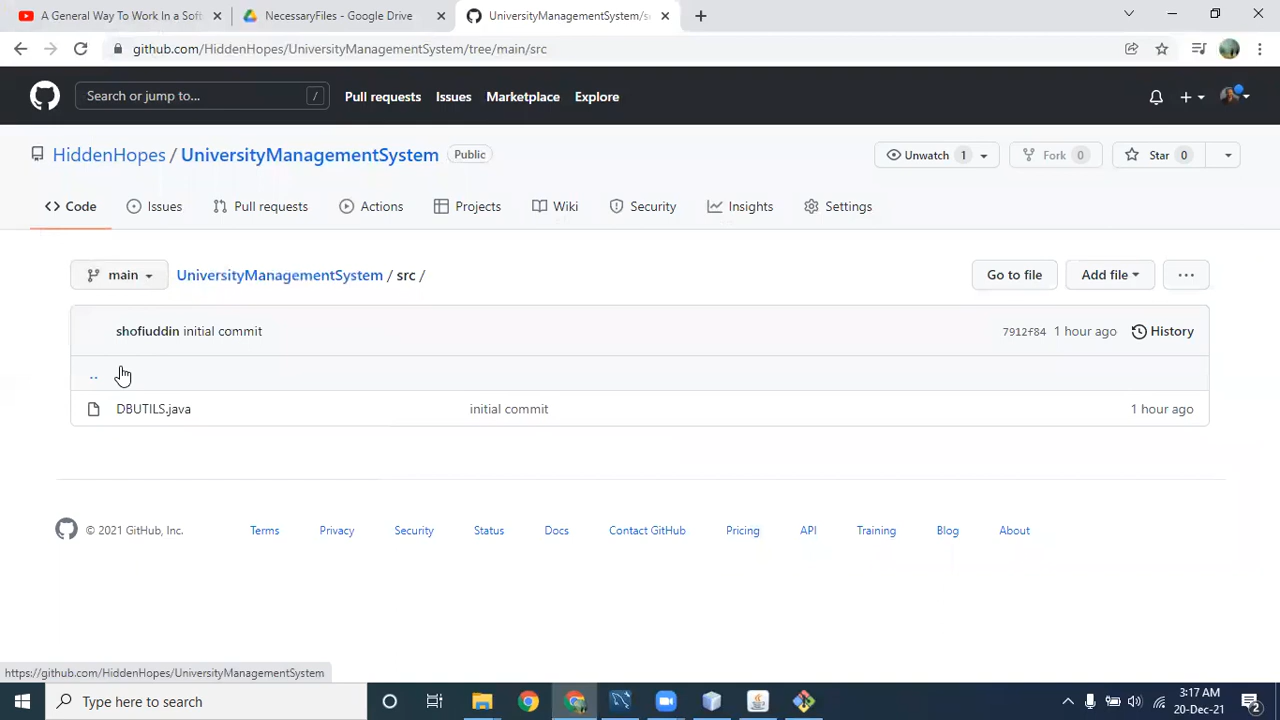 A General Way To Work In a Soft
NecessaryFiles - Google Drive
UniversityManagementSystem/s
github.com/HiddenHopes/UniversityManagementSystem/tree/main/src
Search or jump to...
/
Pull requests
Issues
Marketplace
Explore
HiddenHopes / UniversityManagementSystem
Public
Unwatch 1
Fork 0
Star 0
Code
Issues
Pull requests
Actions
Projects
Wiki
Security
Insights
Settings
main
UniversityManagementSystem / src /
Go to file
Add file
...
shofiuddin initial commit
7912f84 1 hour ago
History
..
DBUTILS.java
initial commit
1 hour ago
© 2021 GitHub, Inc.
Terms
Privacy
Security
Status
Docs
Contact GitHub
Pricing
API
Training
Blog
About
https://github.com/HiddenHopes/UniversityManagementSystem
Type here to search
3:17 AM
20-Dec-21
2